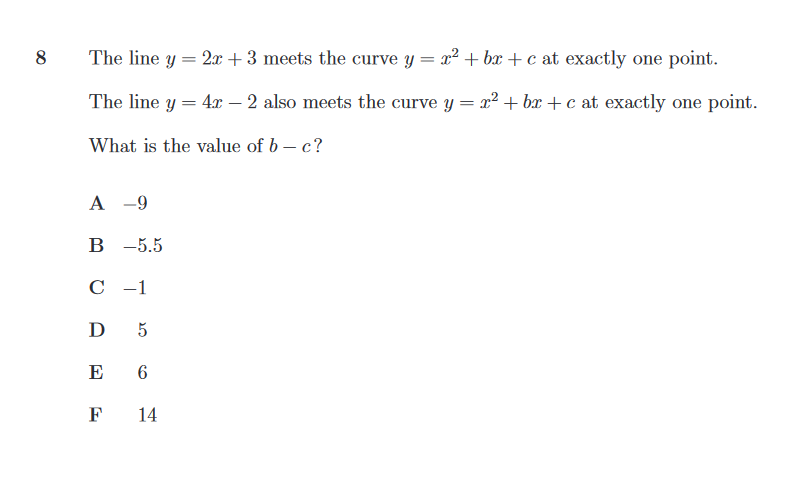 8 The line y = 2x + 3 meets the curve y = x² + bx + c at exactly one point.
The line y = 4x − 2 also meets the curve y = x² + bx + c at exactly one point.
What is the value of b − c?
A −9
B −5.5
C −1
D 5
E 6
F 14